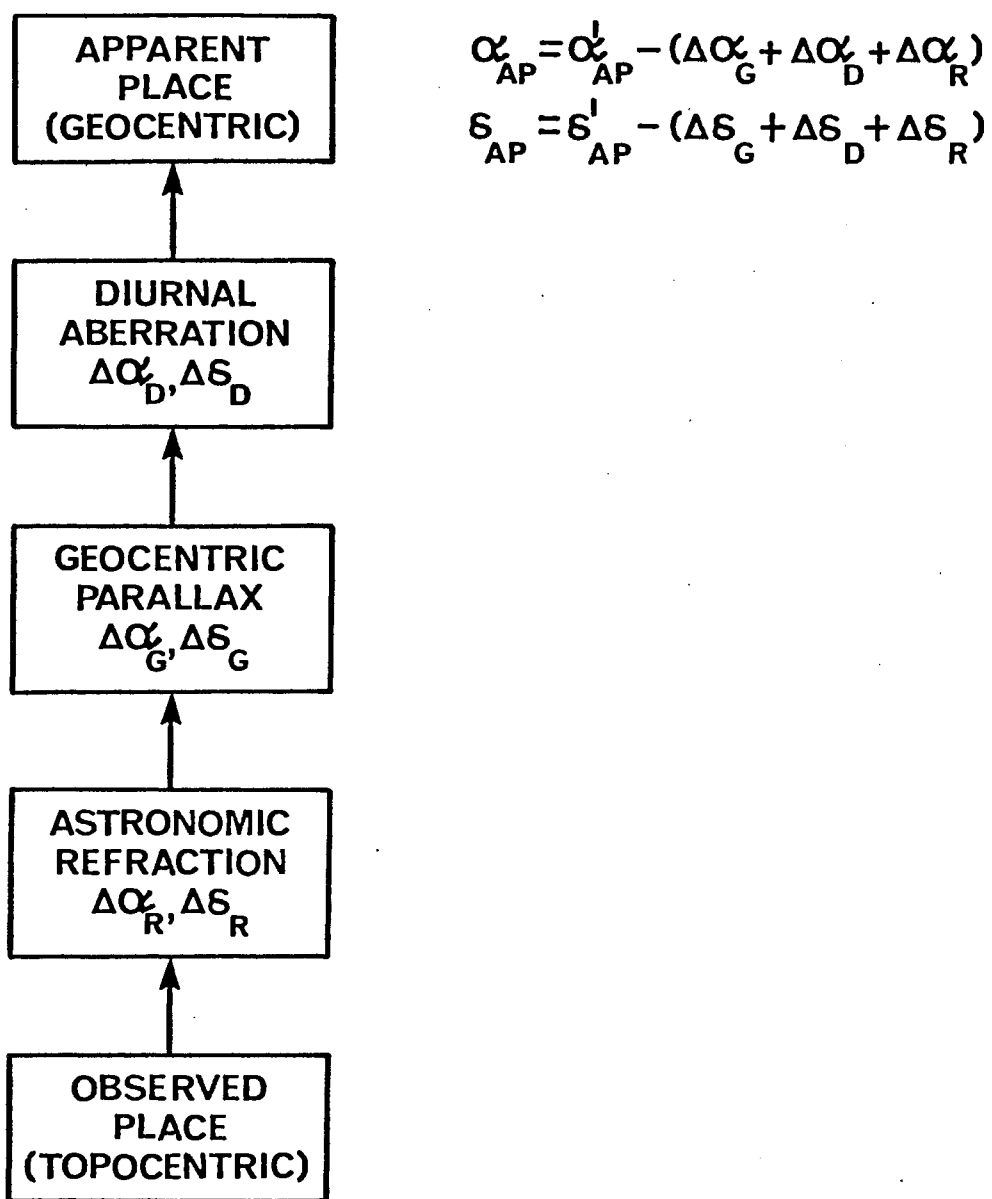 APPARENT
PLACE
(GEOCENTRIC)
α_AP = α'_AP − (Δα_G + Δα_D + Δα_R)
δ_AP = δ'_AP − (Δδ_G + Δδ_D + Δδ_R)
DIURNAL
ABERRATION
Δα_D, Δδ_D
GEOCENTRIC
PARALLAX
Δα_G, Δδ_G
ASTRONOMIC
REFRACTION
Δα_R, Δδ_R
OBSERVED
PLACE
(TOPOCENTRIC)